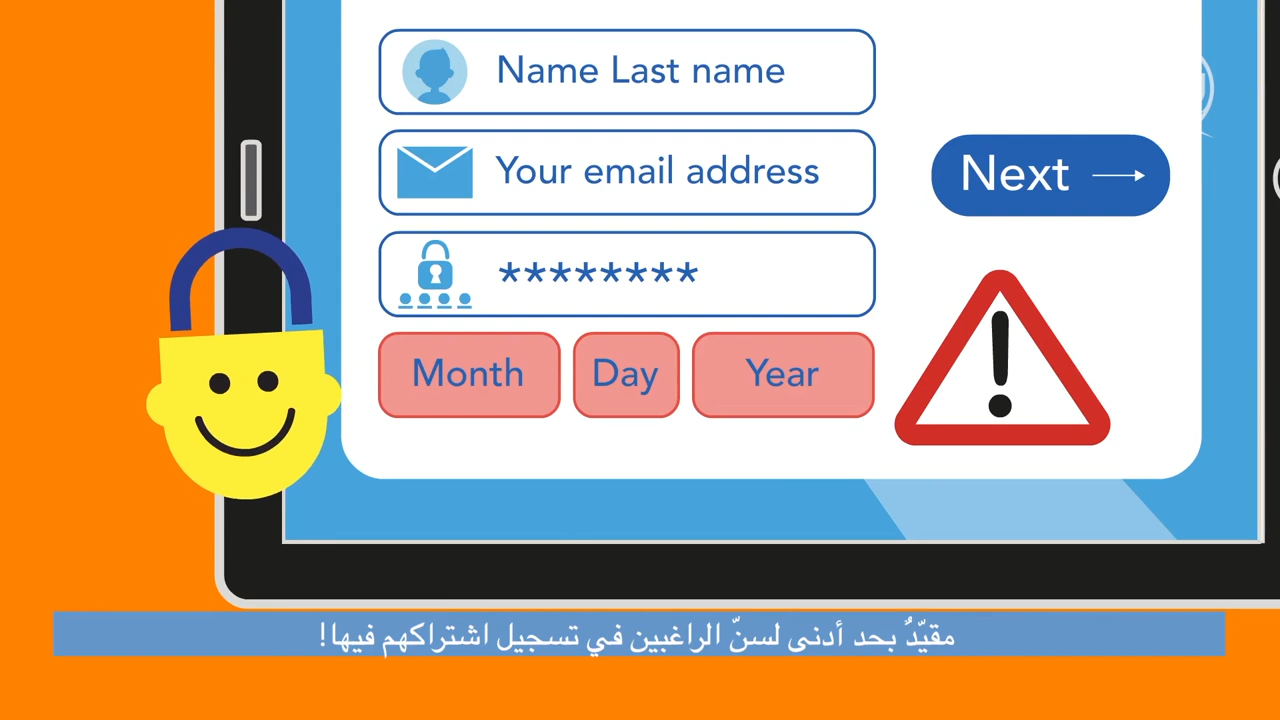 Name Last name
Your email address
Next
********
Month Day Year
مقيّدٌ بحد أدنى لسنّ الراغبين في تسجيل اشتراكهم فيها!